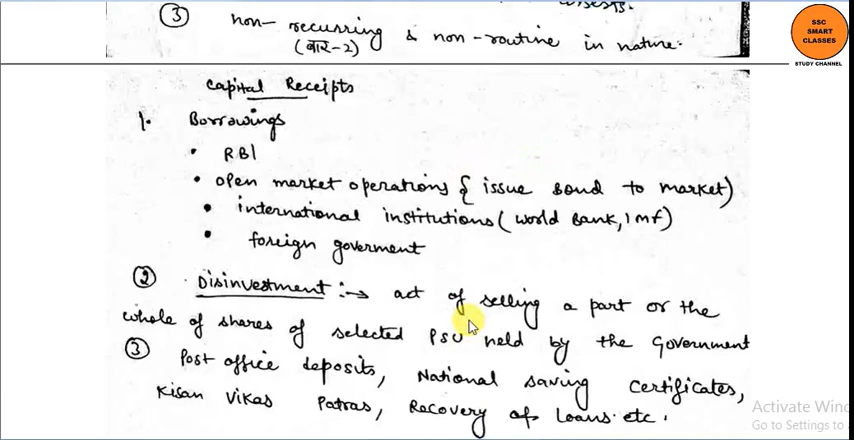 ③ non-recurring & non-routine in nature.
(बार-२)
SSC
SMART
CLASSES
STUDY CHANNEL
Capital Receipts
1. Borrowings
• RBI
• open market operations { issue bond to market)
• international institutions (world Bank, IMF)
• foreign goverment
② Disinvestment :→ act of selling a part or the
whole of shares of selected PSU held by the Government
③ Post office deposits, National saving certificates,
Kisan Vikas Patras, Recovery of Loans etc.
Activate Wind
Go to Settings to